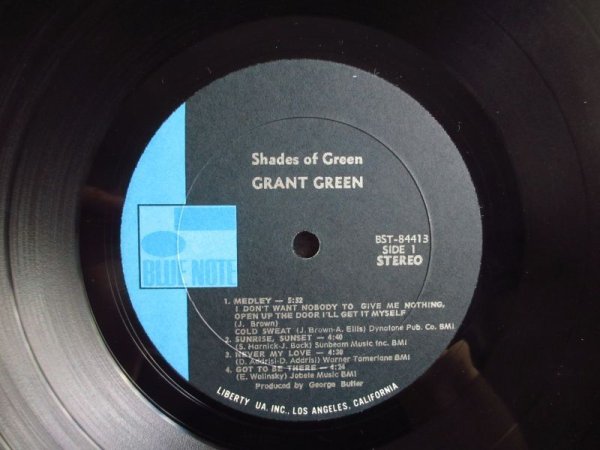 Shades of Green
GRANT GREEN
BST-84413
SIDE 1
STEREO
BLUE NOTE
1. MEDLEY — 5:32
I DON'T WANT NOBODY TO GIVE ME NOTHING,
OPEN UP THE DOOR I'LL GET IT MYSELF
(J. Brown)
COLD SWEAT (J. Brown-A. Ellis) Dynotone Pub. Co. BMI
2. SUNRISE, SUNSET — 4:40
(S. Harnick-J. Bock) Sunbeam Music Inc. BMI
3. NEVER MY LOVE — 4:30
(D. Addrisi-D. Addrisi) Warner Tamerlane BMI
4. GOT TO BE THERE — 4:24
(E. Wolinsky) Jobete Music BMI
Produced by George Butler
LIBERTY UA, INC., LOS ANGELES, CALIFORNIA